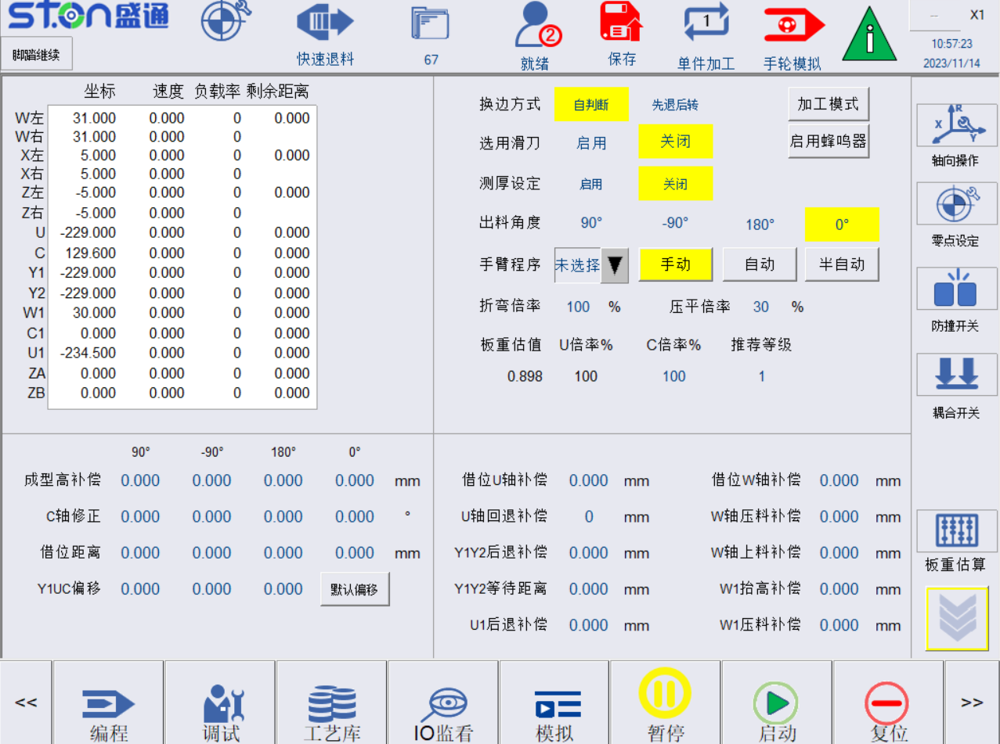 STON盛通
脚踏继续
快速退料
67
2
就绪
保存
1
单件加工
手轮模拟
i
--
X1
10:57:23
2023/11/14
坐标 速度 负载率 剩余距离
W左 31.000 0.000 0 0.000
W右 31.000 0.000 0
X左 5.000 0.000 0 0.000
X右 5.000 0.000 0
Z左 -5.000 0.000 0 0.000
Z右 -5.000 0.000 0
U -229.000 0.000 0 0.000
C 129.600 0.000 0 0.000
Y1 -229.000 0.000 0 0.000
Y2 -229.000 0.000 0 0.000
W1 30.000 0.000 0 0.000
C1 0.000 0.000 0 0.000
U1 -234.500 0.000 0 0.000
ZA 0.000 0.000 0 0.000
ZB 0.000 0.000 0 0.000
换边方式 自判断 先退后转 加工模式
选用滑刀 启用 关闭 启用蜂鸣器
测厚设定 启用 关闭
出料角度 90° -90° 180° 0°
手臂程序 未选择 手动 自动 半自动
折弯倍率 100 % 压平倍率 30 %
板重估值 U倍率% C倍率% 推荐等级
0.898 100 100 1
R
X
Y
轴向操作
零点设定
防撞开关
耦合开关
板重估算
90° -90° 180° 0°
成型高补偿 0.000 0.000 0.000 0.000 mm
C轴修正 0.000 0.000 0.000 0.000 °
借位距离 0.000 0.000 0.000 0.000 mm
Y1UC偏移 0.000 0.000 0.000 默认偏移
借位U轴补偿 0.000 mm 借位W轴补偿 0.000 mm
U轴回退补偿 0 mm W轴压料补偿 0.000 mm
Y1Y2后退补偿 0.000 mm W轴上料补偿 0.000 mm
Y1Y2等待距离 0.000 mm W1抬高补偿 0.000 mm
U1后退补偿 0.000 mm W1压料补偿 0.000 mm
<< 编程 调试 工艺库 IO监看 模拟 暂停 启动 复位 >>